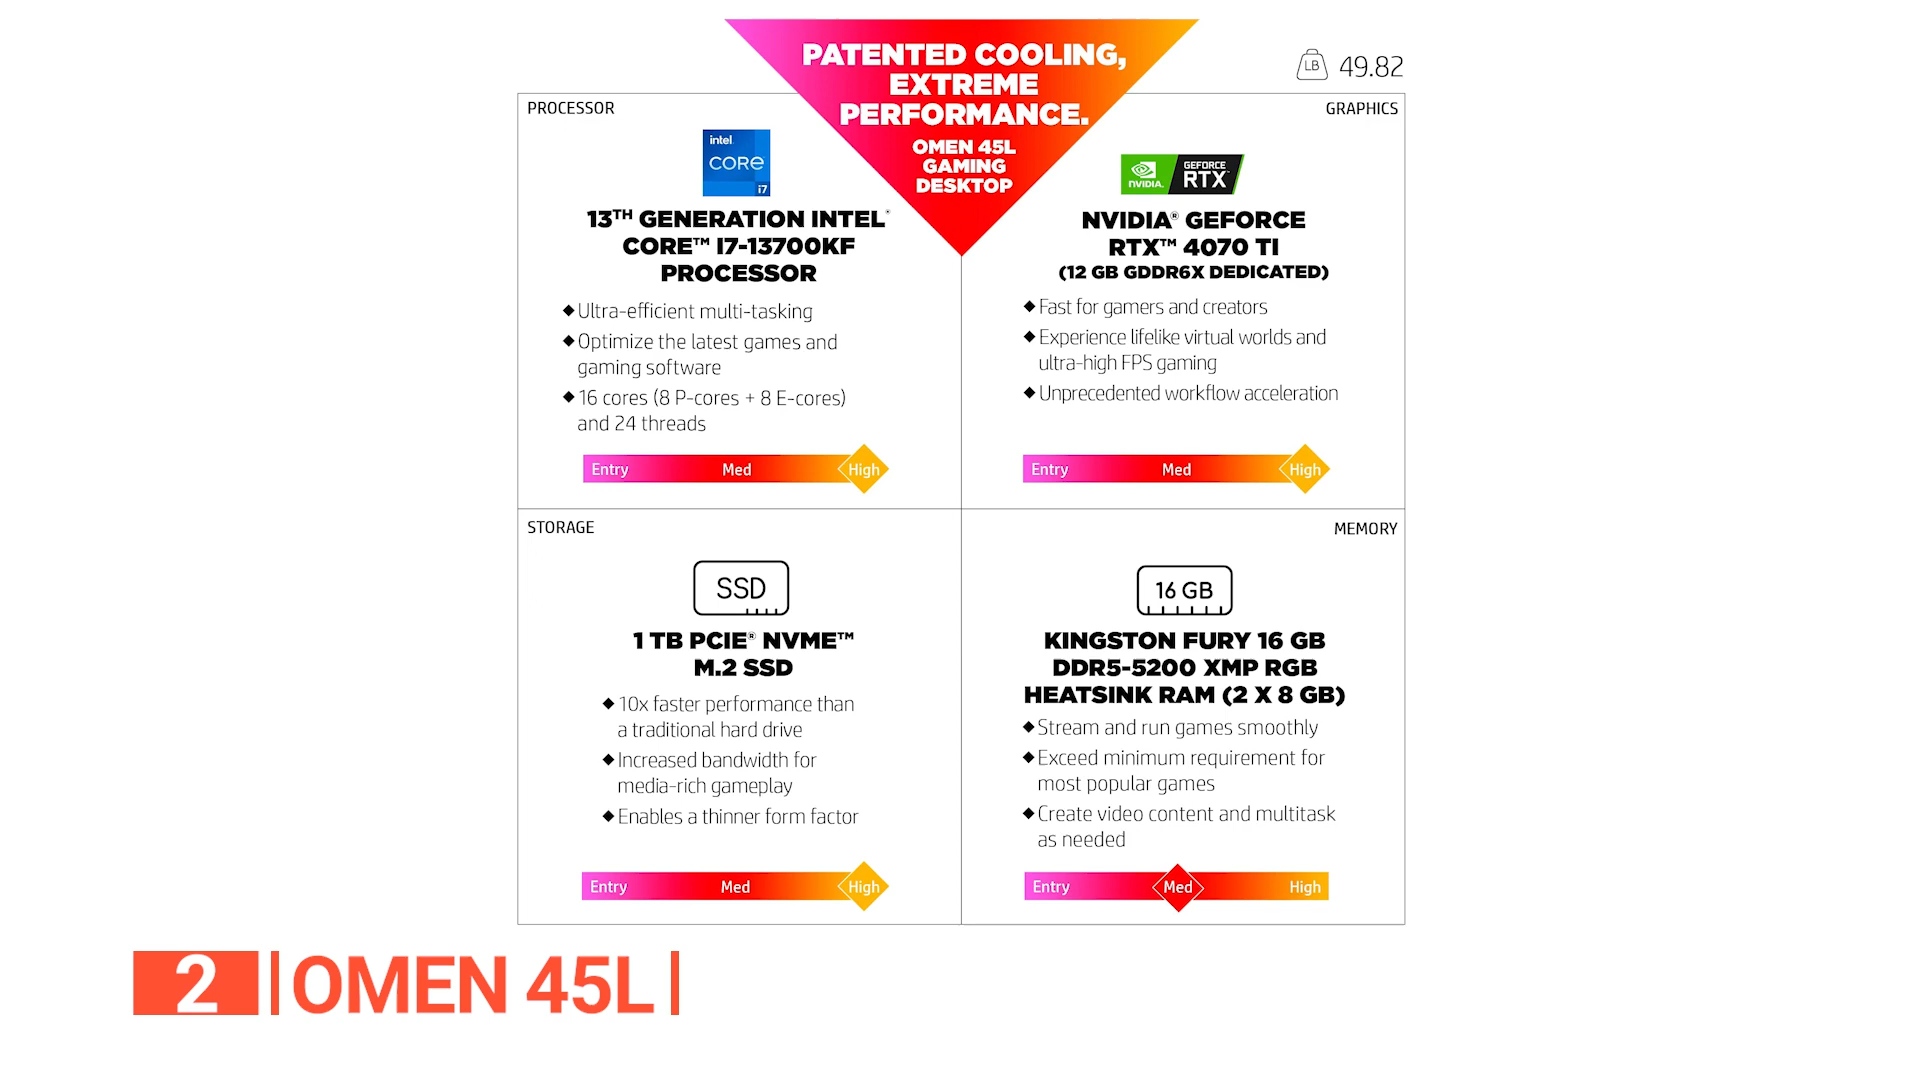 PATENTED COOLING,
EXTREME
PERFORMANCE.
OMEN 45L
GAMING
DESKTOP
LB 49.82
PROCESSOR
intel
CORE
i7
13TH GENERATION INTEL®
CORE™ I7-13700KF
PROCESSOR
◆Ultra-efficient multi-tasking
◆Optimize the latest games and
gaming software
◆16 cores (8 P-cores + 8 E-cores)
and 24 threads
Entry Med High
GRAPHICS
NVIDIA.
GEFORCE
RTX™
NVIDIA® GEFORCE
RTX™ 4070 TI
(12 GB GDDR6X DEDICATED)
◆Fast for gamers and creators
◆Experience lifelike virtual worlds and
ultra-high FPS gaming
◆Unprecedented workflow acceleration
Entry Med High
STORAGE
SSD
1 TB PCIE® NVME™
M.2 SSD
◆10x faster performance than
a traditional hard drive
◆Increased bandwidth for
media-rich gameplay
◆Enables a thinner form factor
Entry Med High
MEMORY
16 GB
KINGSTON FURY 16 GB
DDR5-5200 XMP RGB
HEATSINK RAM (2 X 8 GB)
◆Stream and run games smoothly
◆Exceed minimum requirement for
most popular games
◆Create video content and multitask
as needed
Entry Med High
2 OMEN 45L